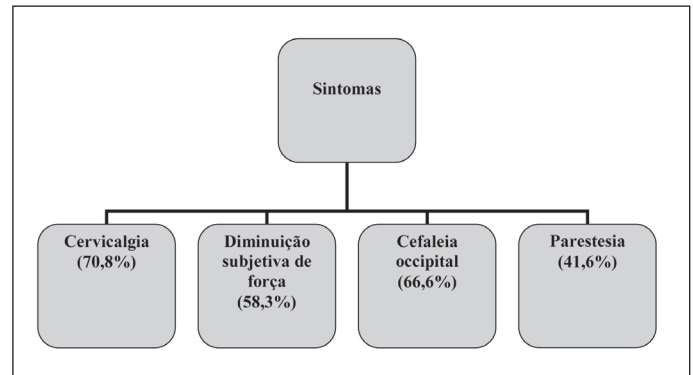 Sintomas
Cervicalgia
(70,8%)
Diminuição
subjetiva de
força
(58,3%)
Cefaleia
occipital
(66,6%)
Parestesia
(41,6%)